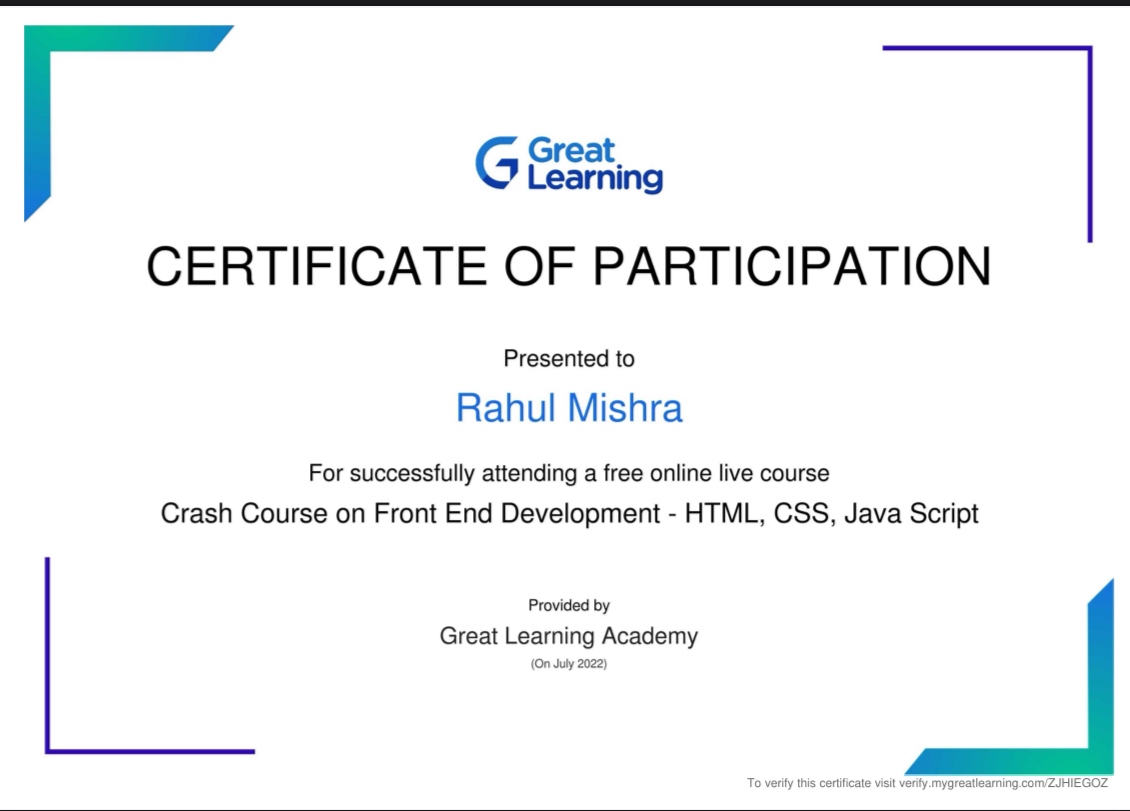 Great
Learning
CERTIFICATE OF PARTICIPATION
Presented to
Rahul Mishra
For successfully attending a free online live course
Crash Course on Front End Development - HTML, CSS, Java Script
Provided by
Great Learning Academy
(On July 2022)
To verify this certificate visit verify.mygreatlearning.com/ZJHIEGOZ